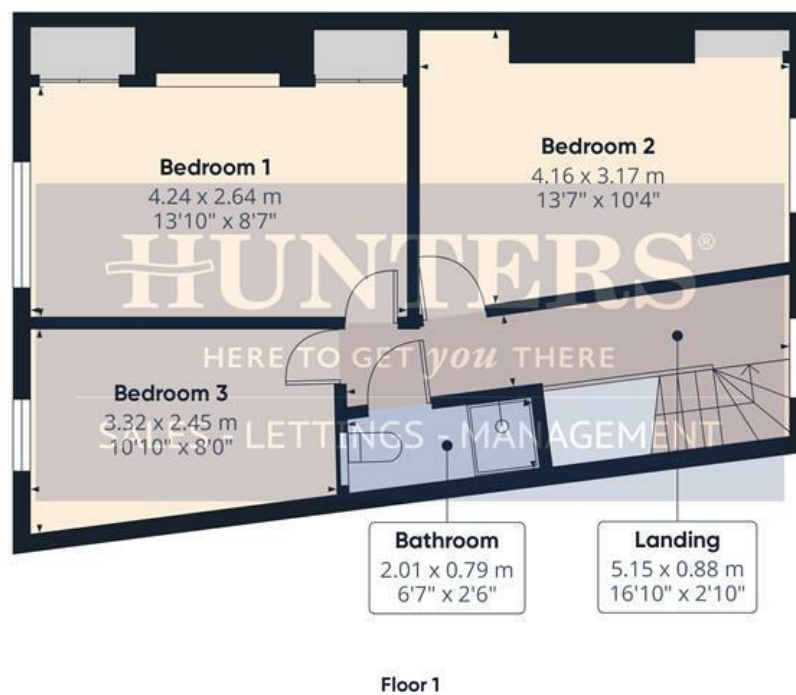 Bedroom 1
4.24 x 2.64 m
13'10" x 8'7"
Bedroom 2
4.16 x 3.17 m
13'7" x 10'4"
HUNTERS®
HERE TO GET you THERE
SALES - LETTINGS - MANAGEMENT
Bedroom 3
3.32 x 2.45 m
10'10" x 8'0"
Bathroom
2.01 x 0.79 m
6'7" x 2'6"
Landing
5.15 x 0.88 m
16'10" x 2'10"
Floor 1